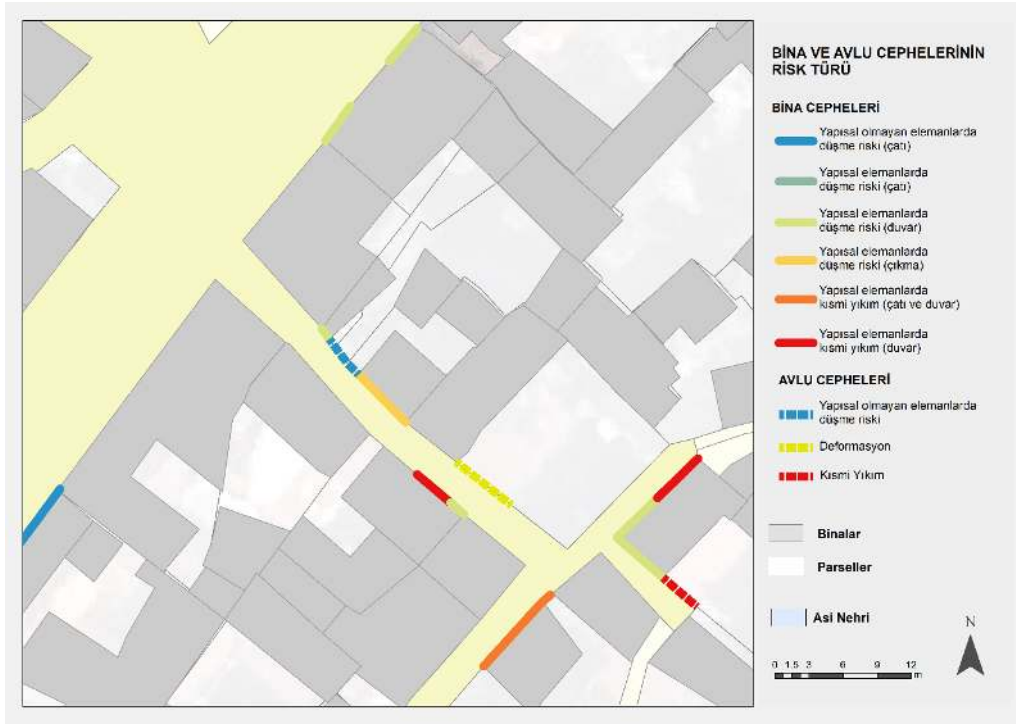 BİNA VE AVLU CEPHELERİNİN
RİSK TÜRÜ
BİNA CEPHELERİ
Yapısal olmayan elemanlarda
düşme riski (çatı)
Yapısal elemanlarda
düşme riski (çatı)
Yapısal elemanlarda
düşme riski (duvar)
Yapısal elemanlarda
düşme riski (çıkma)
Yapısal elemanlarda
kısmi yıkım (çatı ve duvar)
Yapısal elemanlarda
kısmi yıkım (duvar)
AVLU CEPHELERİ
Yapısal olmayan elemanlarda
düşme riski
Deformasyon
Kısmi Yıkım
Binalar
Parseller
Asi Nehri
N
0 1.5 3 6 9 12
m